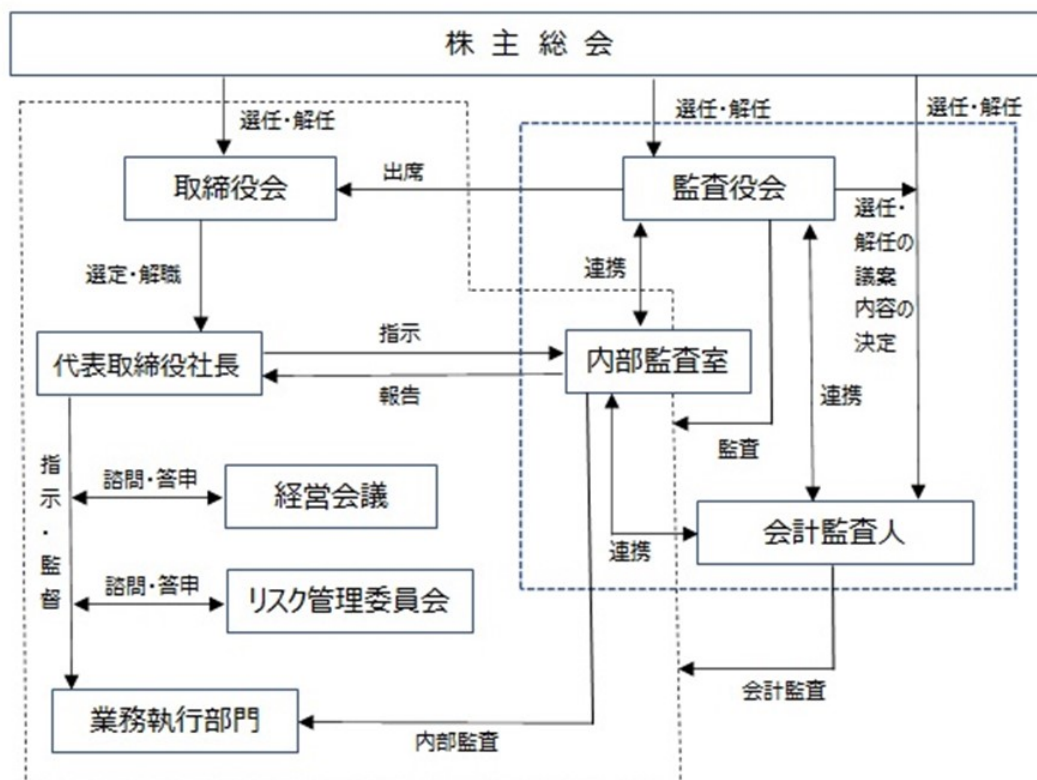 株 主 総 会
選任・解任
選任・解任
選任・解任
取締役会
出席
監査役会
選任・
解任の
議案
内容の
決定
選定・解職
連携
代表取締役社長
指示
報告
内部監査室
連携
監査
指示・監督
諮問・答申
経営会議
連携
会計監査人
諮問・答申
リスク管理委員会
会計監査
業務執行部門
内部監査